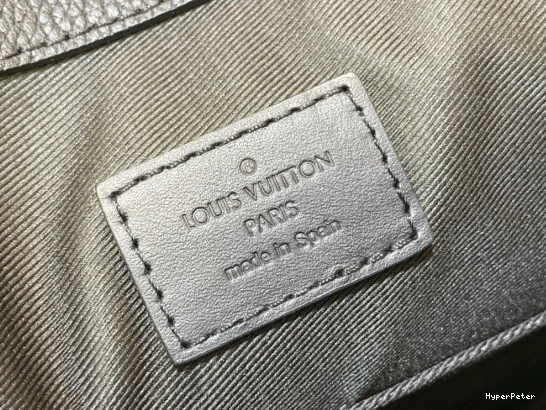 ®
LOUIS VUITTON
PARIS
made in Spain
HyperPeter